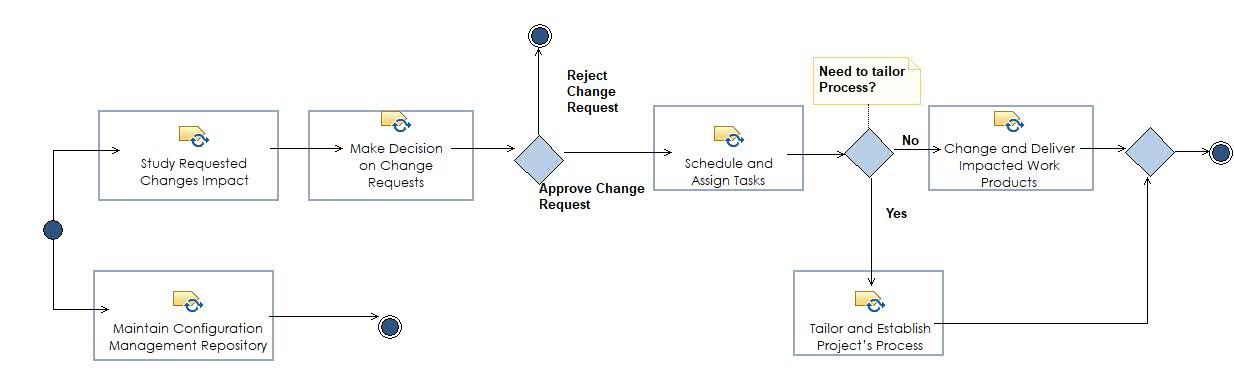 Reject
Change
Request
Need to tailor
Process?
Study Requested
Changes Impact
Make Decision
on Change
Requests
Approve Change
Request
Schedule and
Assign Tasks
No
Change and Deliver
Impacted Work
Products
Yes
Maintain Configuration
Management Repository
Tailor and Establish
Project's Process